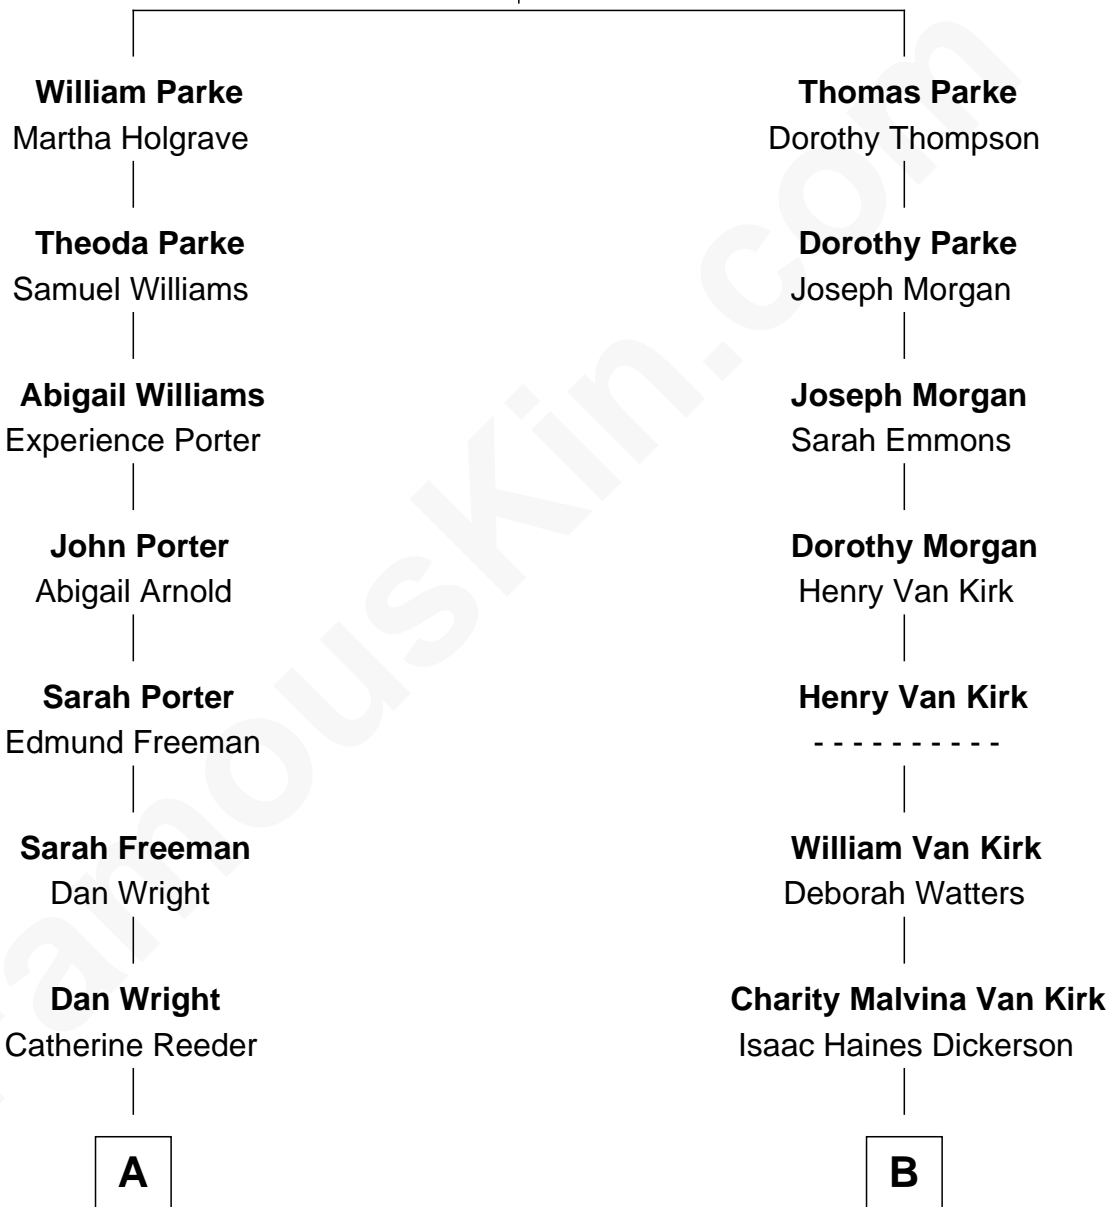 William Parke
Martha Holgrave
Thomas Parke
Dorothy Thompson
Theoda Parke
Samuel Williams
Dorothy Parke
Joseph Morgan
Abigail Williams
Experience Porter
Joseph Morgan
Sarah Emmons
John Porter
Abigail Arnold
Dorothy Morgan
Henry Van Kirk
Sarah Porter
Edmund Freeman
Henry Van Kirk
- - - - - - - - - -
Sarah Freeman
Dan Wright
William Van Kirk
Deborah Watters
Dan Wright
Catherine Reeder
Charity Malvina Van Kirk
Isaac Haines Dickerson
A
B
FamousKin.com